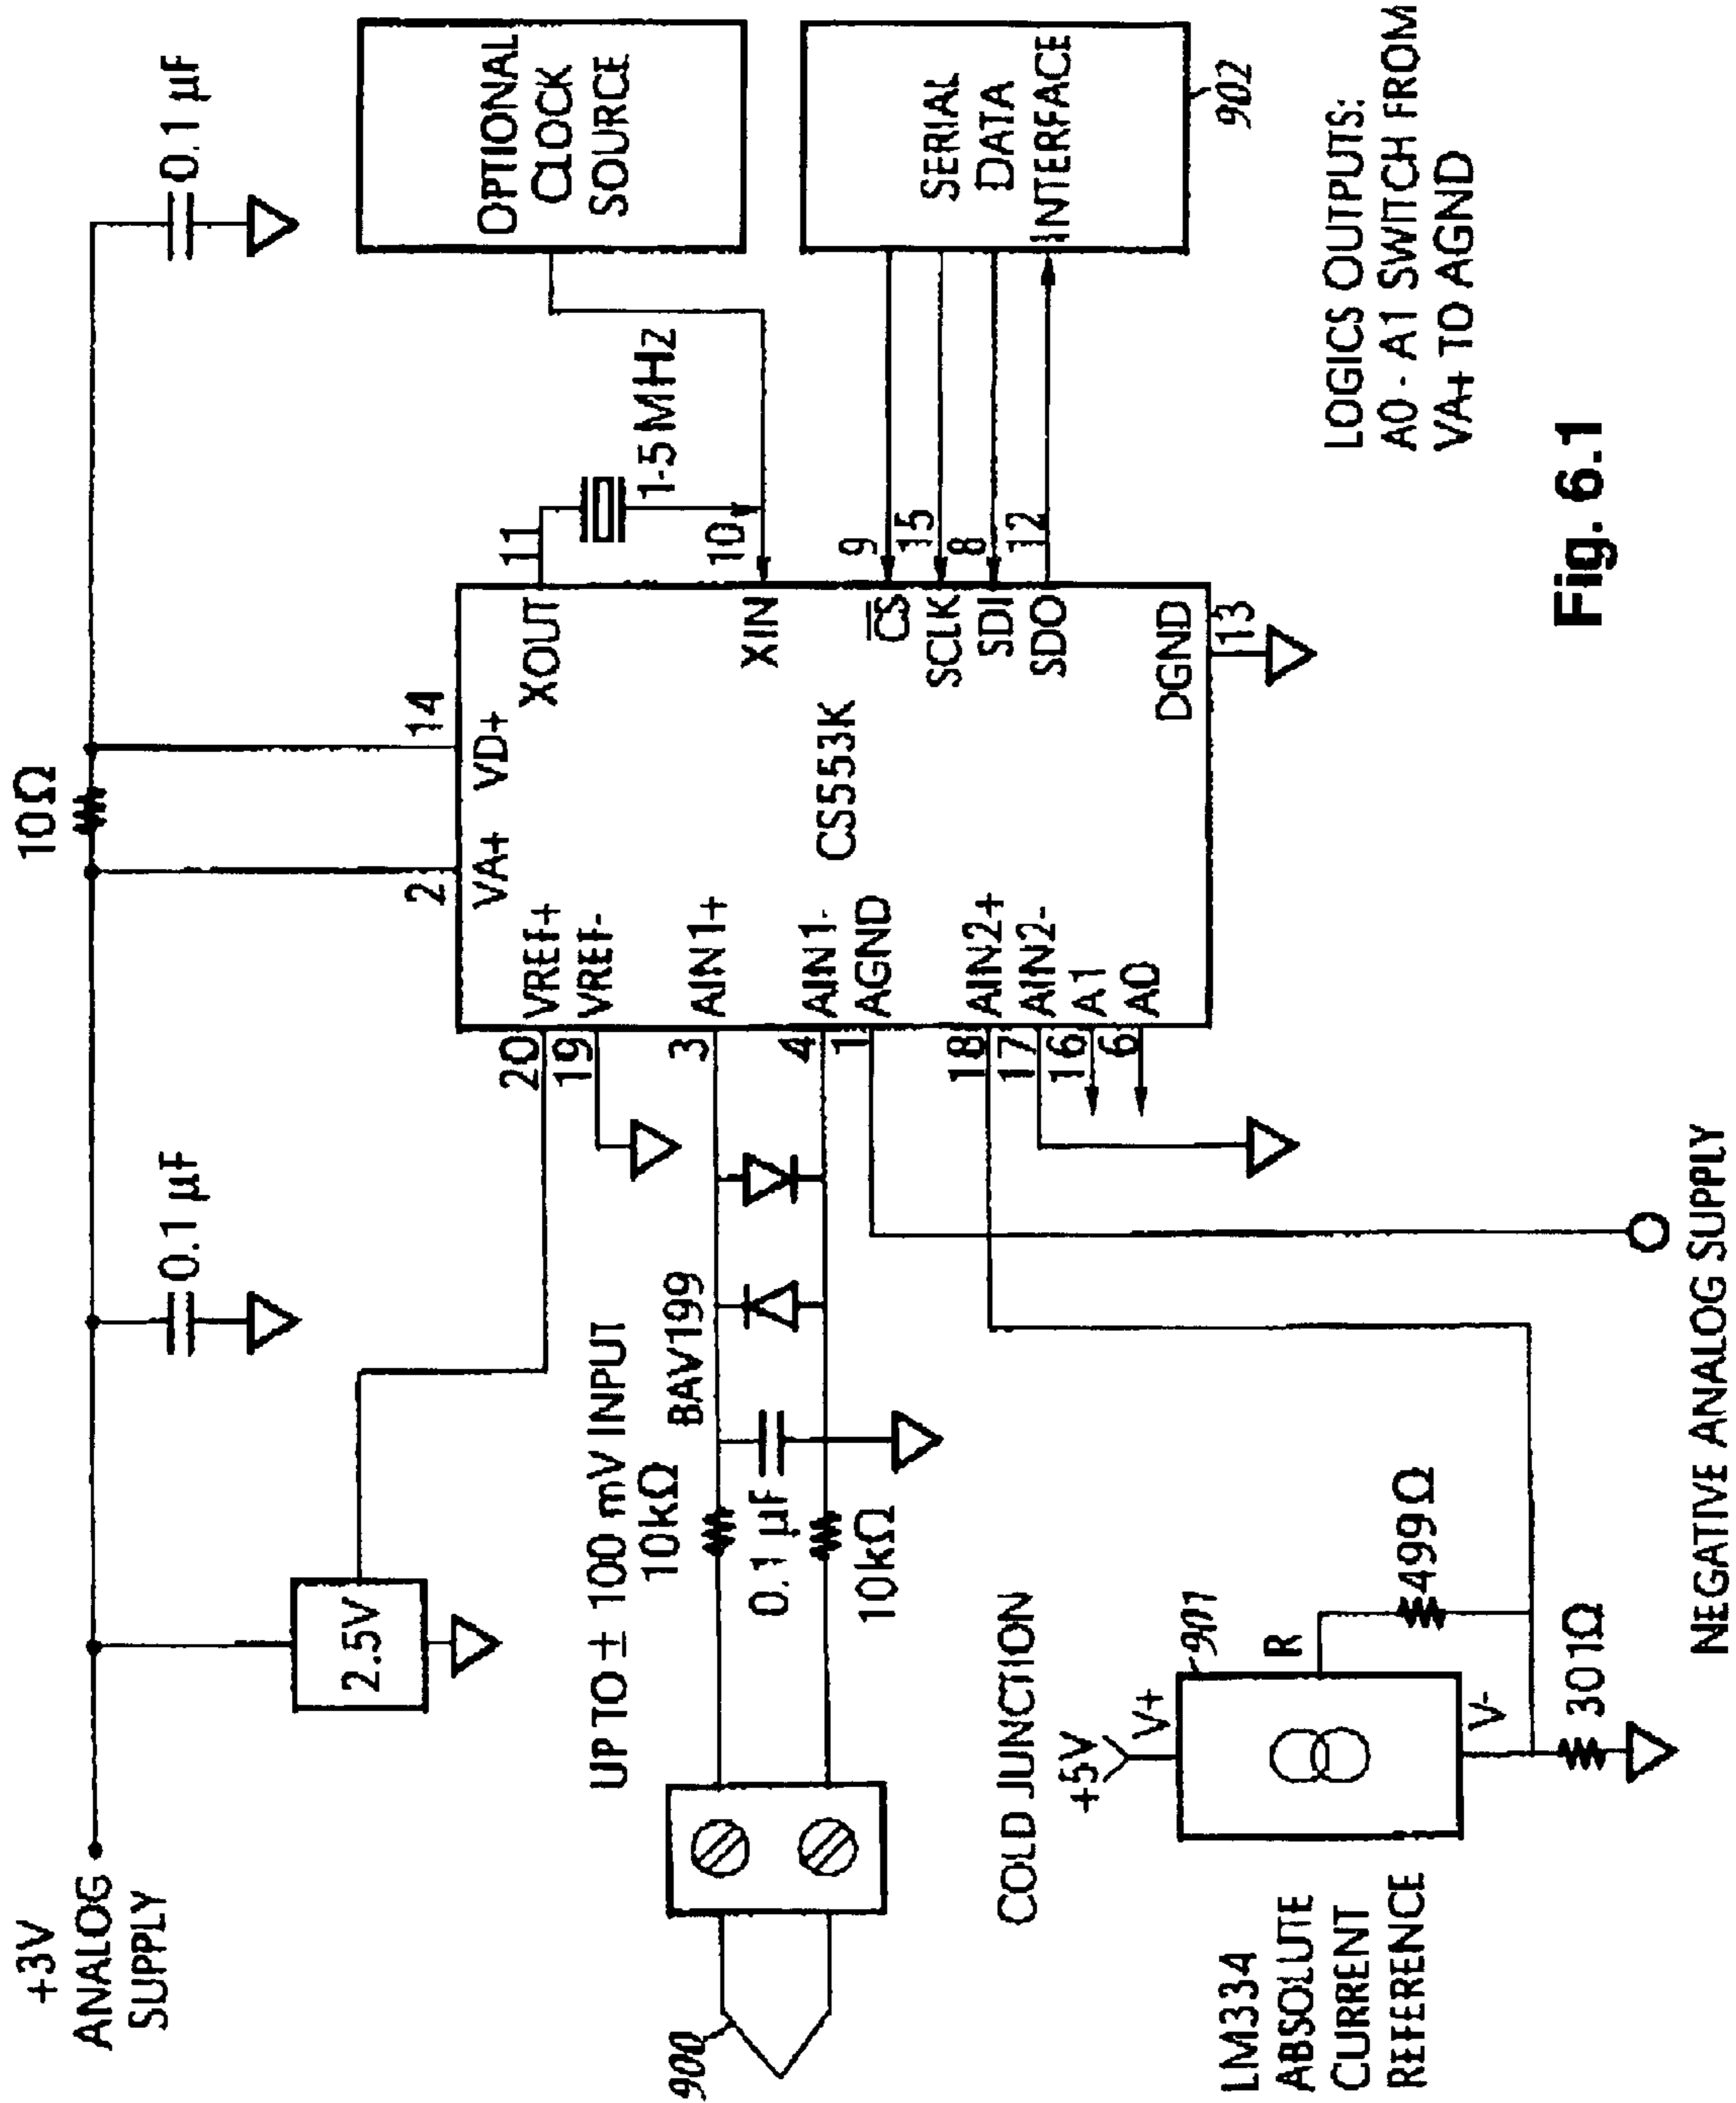 +3V
ANALOG
SUPPLY
10Ω
0.1 µF
0.1 µF
2.5V
2
14
VA+
VD+
OPTIONAL
CLOCK
SOURCE
20
VREF+
19
VREF-
XOUT
11
1-5MHz
UP TO ± 100 mV INPUT
10kΩ
BAV199
3
AIN1+
XIN
10
900
0.1 µF
CS553K
4
AIN1-
10kΩ
1
AGND
CS
9
SCLK
15
SDI
8
SDO
12
SERIAL
DATA
INTERFACE
902
COLD JUNCTION
18
AIN2+
17
AIN2-
16
A1
6
A0
DGND
13
+5V
V+
901
LM334
ABSOLUTE
CURRENT
REFERENCE
R
499Ω
V-
301Ω
LOGICS OUTPUTS:
A0 - A1 SWITCH FROM
VA+ TO AGND
NEGATIVE ANALOG SUPPLY
Fig. 6.1